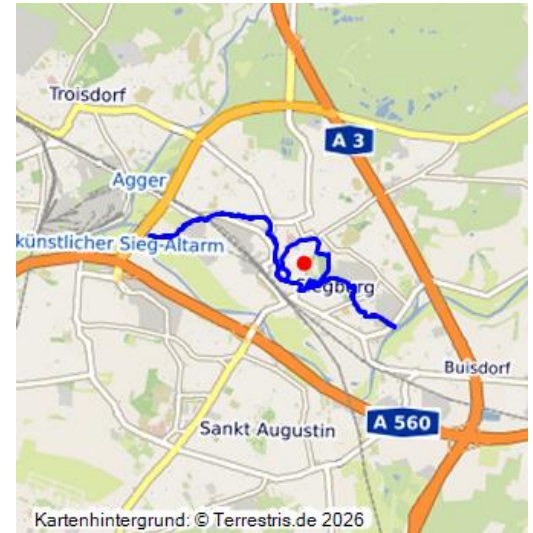 Troisdorf
A 3
Agger
künstlicher Sieg-Altarm
Siegburg
Buisdorf
A 560
Sankt Augustin
Kartenhintergrund: © Terrestris.de 2026